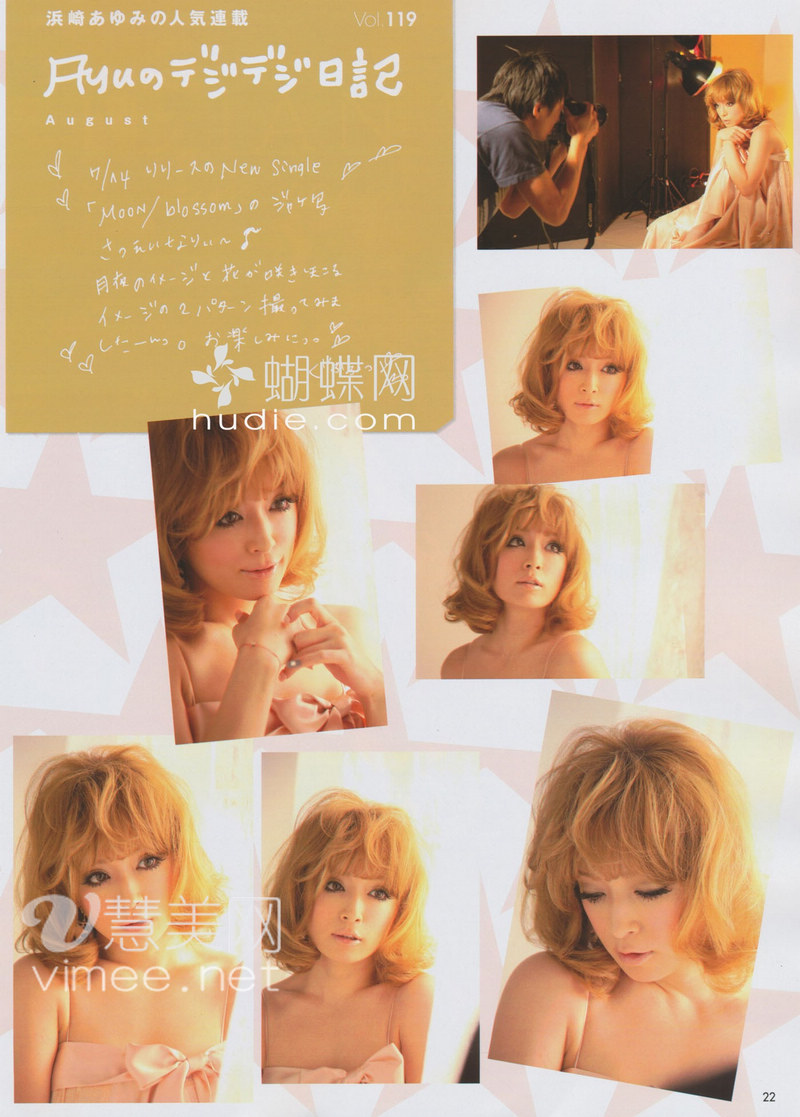 浜崎あゆみの人気連載
Vol.119
Ayuのデジデジ日記
August
7/14 リリースのNew Single
「MOON/blossom」の ジャケ写
さつえいなりぃ〜♪
月夜のイメージと花が咲きほこる
イメージの2パターン撮ってみま
したーんっ。お楽しみにっ。
蝴蝶网
hudie.com
慧美网
vimee.net
22